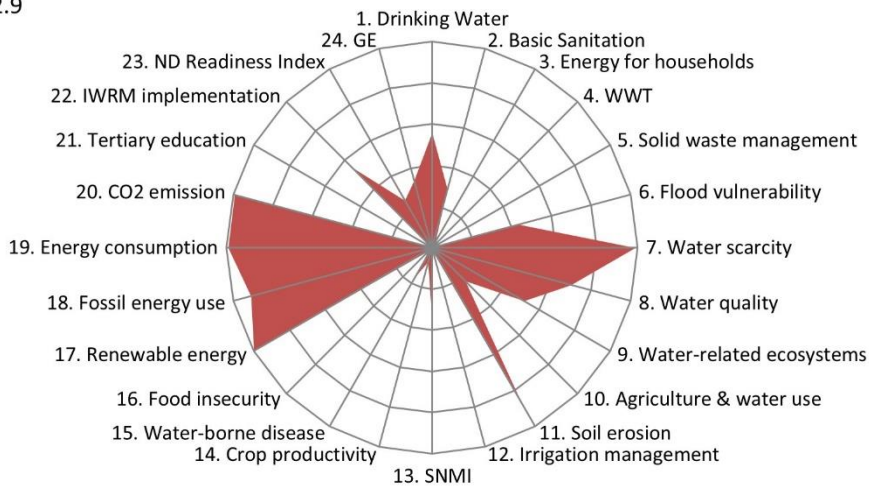 1. Drinking Water
2. Basic Sanitation
3. Energy for households
4. WWT
5. Solid waste management
6. Flood vulnerability
7. Water scarcity
8. Water quality
9. Water-related ecosystems
10. Agriculture & water use
11. Soil erosion
12. Irrigation management
13. SNMI
14. Crop productivity
15. Water-borne disease
16. Food insecurity
17. Renewable energy
18. Fossil energy use
19. Energy consumption
20. CO2 emission
21. Tertiary education
22. IWRM implementation
23. ND Readiness Index
24. GE